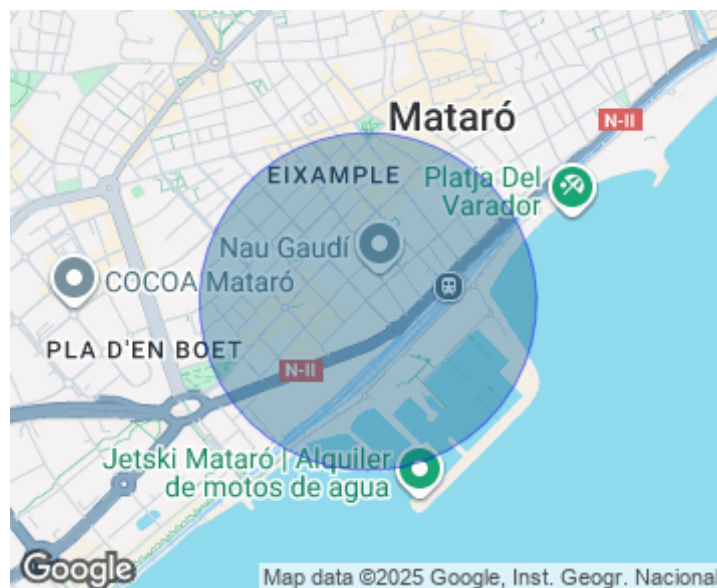 Mataró
N-II
EIXAMPLE
Platja Del
Varador
Nau Gaudí
COCOA Mataró
PLA D'EN BOET
N-II
Jetski Mataró | Alquiler
de motos de agua
Google
Map data ©2025 Google, Inst. Geogr. Nacional